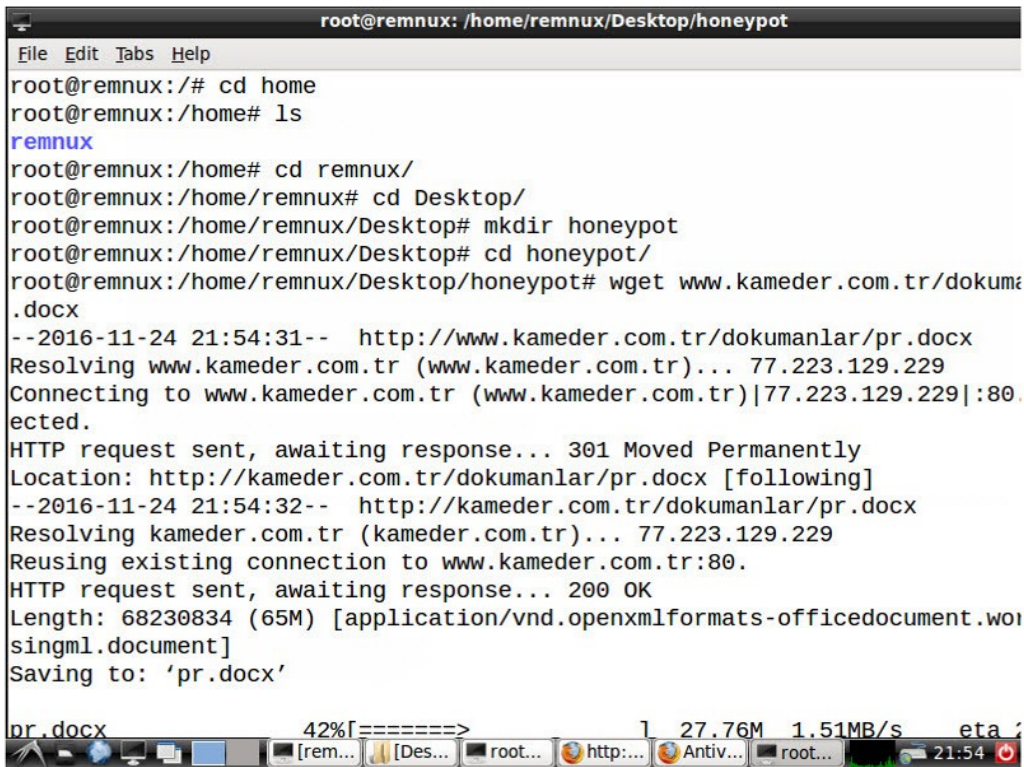 root@remnux: /home/remnux/Desktop/honeypot
File Edit Tabs Help
root@remnux:/# cd home
root@remnux:/home# ls
remnux
root@remnux:/home# cd remnux/
root@remnux:/home/remnux# cd Desktop/
root@remnux:/home/remnux/Desktop# mkdir honeypot
root@remnux:/home/remnux/Desktop# cd honeypot/
root@remnux:/home/remnux/Desktop/honeypot# wget www.kameder.com.tr/dokuma
.docx
--2016-11-24 21:54:31--  http://www.kameder.com.tr/dokumanlar/pr.docx
Resolving www.kameder.com.tr (www.kameder.com.tr)... 77.223.129.229
Connecting to www.kameder.com.tr (www.kameder.com.tr)|77.223.129.229|:80.
ected.
HTTP request sent, awaiting response... 301 Moved Permanently
Location: http://kameder.com.tr/dokumanlar/pr.docx [following]
--2016-11-24 21:54:32--  http://kameder.com.tr/dokumanlar/pr.docx
Resolving kameder.com.tr (kameder.com.tr)... 77.223.129.229
Reusing existing connection to www.kameder.com.tr:80.
HTTP request sent, awaiting response... 200 OK
Length: 68230834 (65M) [application/vnd.openxmlformats-officedocument.wor
singml.document]
Saving to: ‘pr.docx’
pr.docx 42%[=======> ] 27.76M 1.51MB/s eta 2
[rem... [Des... root... http:... Antiv... root... 21:54